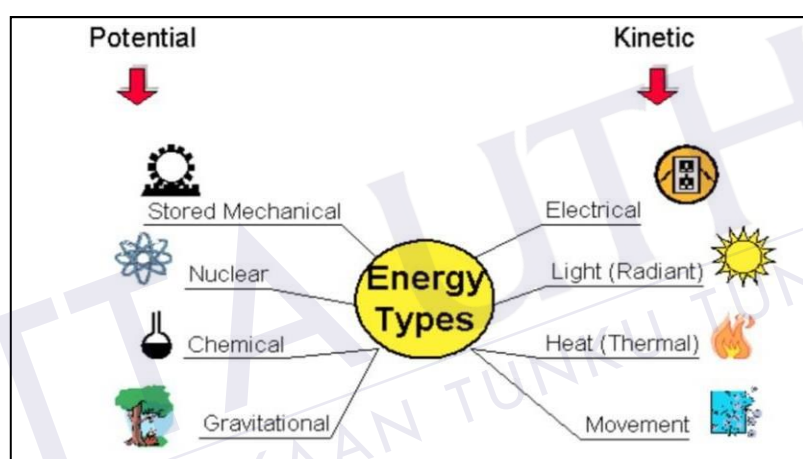 Potential
Kinetic
Stored Mechanical
Electrical
Nuclear
Energy
Types
Light (Radiant)
Chemical
Heat (Thermal)
Gravitational
Movement